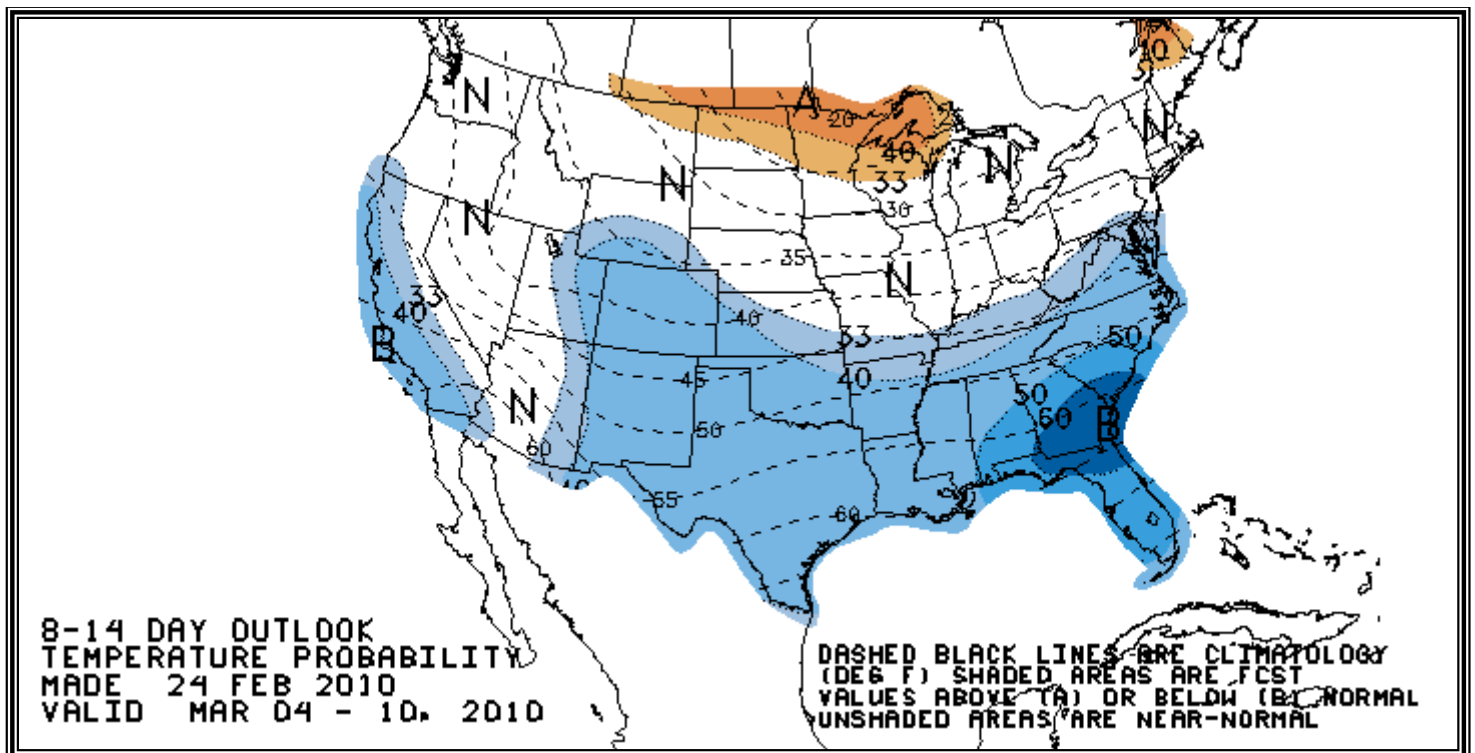 10
N
A
20
N
40
N
33
N
30
N
35
N
33
40
40
33
50
B
40
45
50
N
60
B
50
60
40
55
60
8-14 DAY OUTLOOK
TEMPERATURE PROBABILITY
MADE 24 FEB 2010
VALID MAR 04 - 10, 2010
DASHED BLACK LINES ARE CLIMATOLOGY
(DEG F) SHADED AREAS ARE FCST
VALUES ABOVE (A) OR BELOW (B) NORMAL
UNSHADED AREAS ARE NEAR-NORMAL